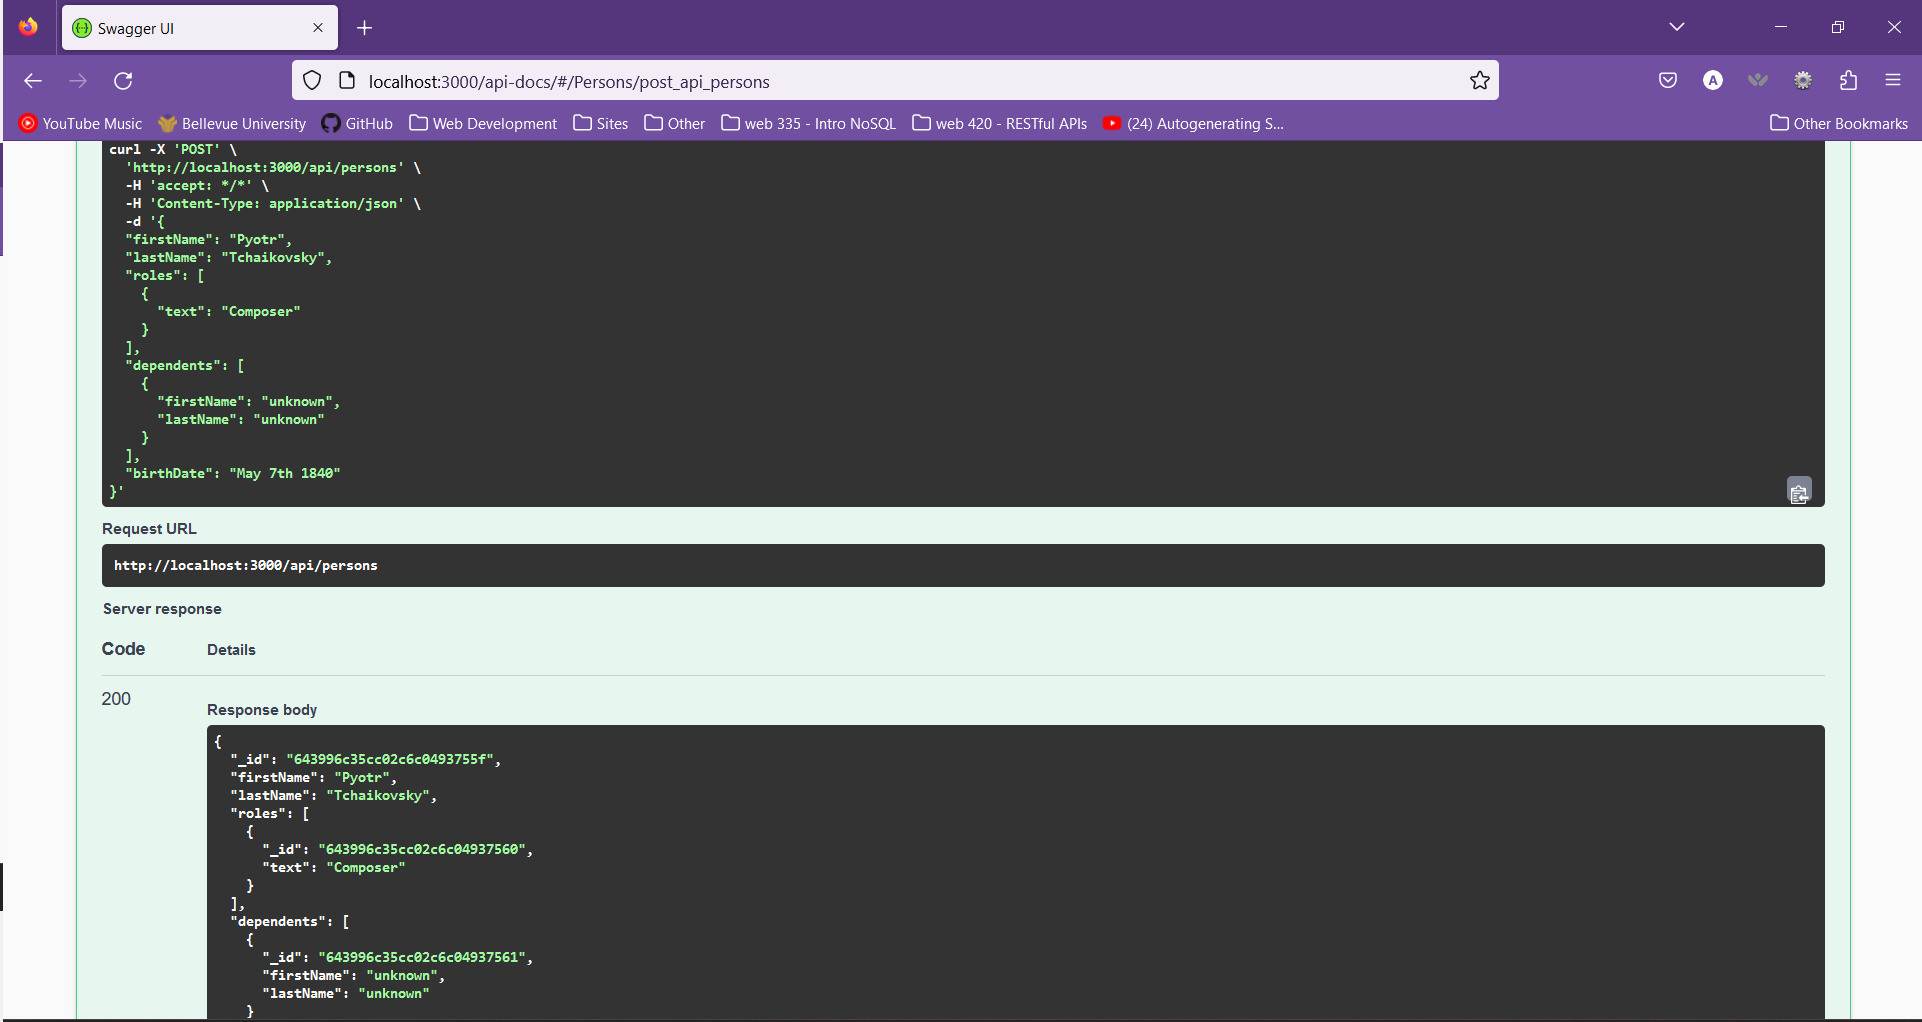 Swagger UI
localhost:3000/api-docs/#/Persons/post_api_persons
A
YouTube Music Bellevue University GitHub Web Development Sites Other web 335 - Intro NoSQL web 420 - RESTful APIs (24) Autogenerating S... Other Bookmarks
curl -X 'POST' \
  'http://localhost:3000/api/persons' \
  -H 'accept: */*' \
  -H 'Content-Type: application/json' \
  -d '{
  "firstName": "Pyotr",
  "lastName": "Tchaikovsky",
  "roles": [
    {
      "text": "Composer"
    }
  ],
  "dependents": [
    {
      "firstName": "unknown",
      "lastName": "unknown"
    }
  ],
  "birthDate": "May 7th 1840"
}'
Request URL
http://localhost:3000/api/persons
Server response
Code Details
200
Response body
{
  "_id": "643996c35cc02c6c0493755f",
  "firstName": "Pyotr",
  "lastName": "Tchaikovsky",
  "roles": [
    {
      "_id": "643996c35cc02c6c04937560",
      "text": "Composer"
    }
  ],
  "dependents": [
    {
      "_id": "643996c35cc02c6c04937561",
      "firstName": "unknown",
      "lastName": "unknown"
    }